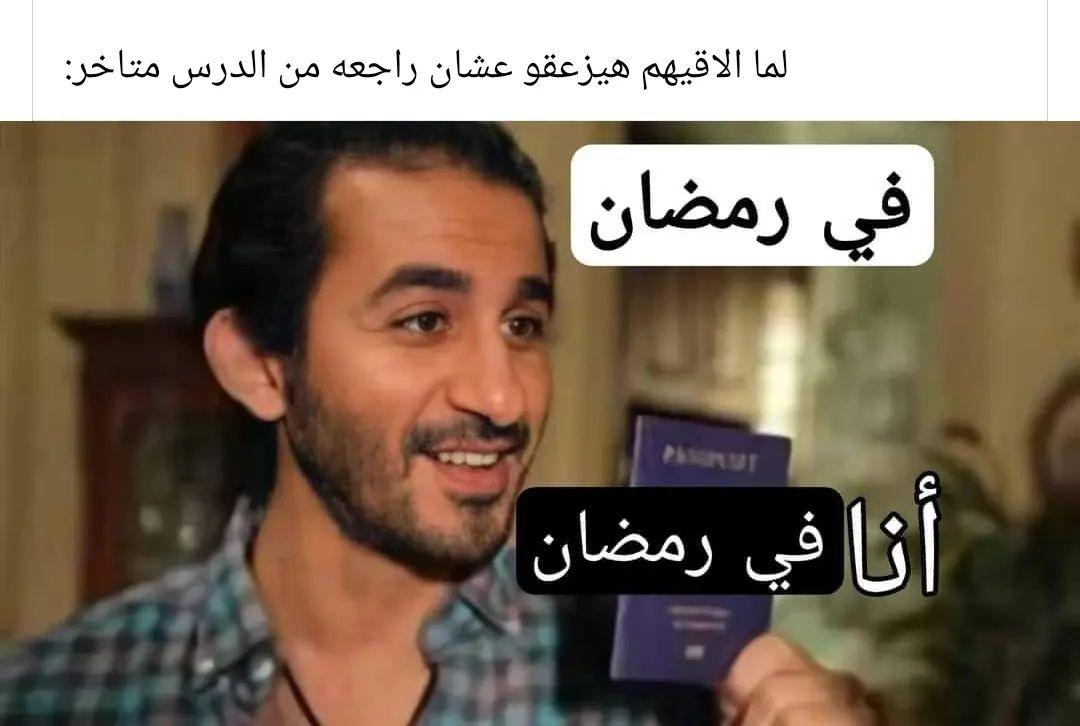 لما الاقيهم هيزعقو عشان راجعه من الدرس متاخر:
في رمضان
PASSPORT
أنا في رمضان